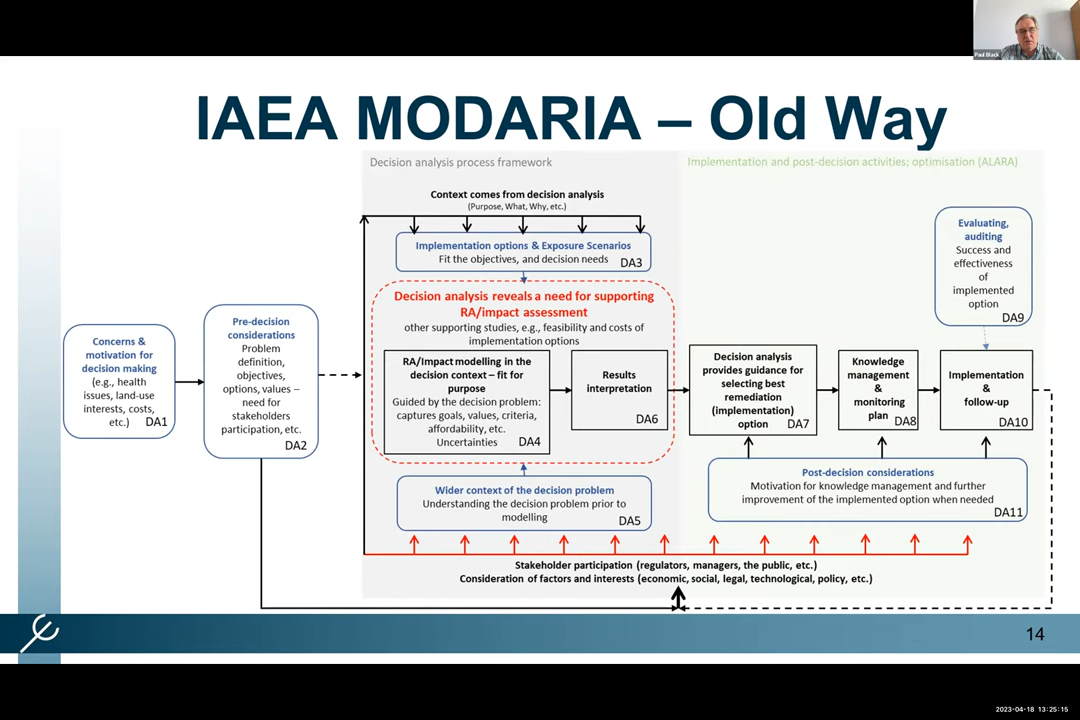 Paul Black
IAEA MODARIA – Old Way
Decision analysis process framework
Implementation and post-decision activities; optimisation (ALARA)
Context comes from decision analysis
(Purpose, What, Why, etc.)
Implementation options & Exposure Scenarios
Fit the objectives, and decision needs
DA3
Decision analysis reveals a need for supporting
RA/impact assessment
other supporting studies, e.g., feasibility and costs of
implementation options
Concerns &
motivation for
decision making
(e.g., health
issues, land-use
interests, costs,
etc.)
DA1
Pre-decision
considerations
Problem
definition,
objectives,
options, values –
need for
stakeholders
participation, etc.
DA2
RA/Impact modelling in the
decision context – fit for
purpose
Guided by the decision problem:
captures goals, values, criteria,
affordability, etc.
Uncertainties
DA4
Results
interpretation
DA6
Wider context of the decision problem
Understanding the decision problem prior to
modelling
DA5
Decision analysis
provides guidance for
selecting best
remediation
(implementation)
option
DA7
Knowledge
management
&
monitoring
plan
DA8
Evaluating,
auditing
Success and
effectiveness
of
implemented
option
DA9
Implementation
&
follow-up
DA10
Post-decision considerations
Motivation for knowledge management and further
improvement of the implemented option when needed
DA11
Stakeholder participation (regulators, managers, the public, etc.)
Consideration of factors and interests (economic, social, legal, technological, policy, etc.)
14
2023-04-18 13:25:15